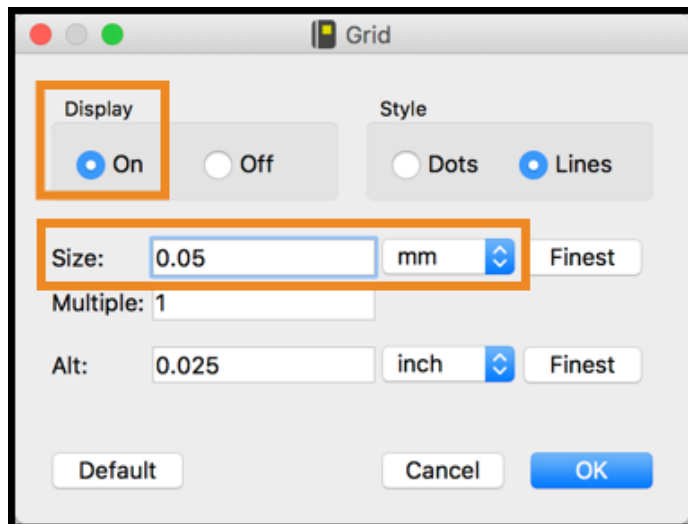 Grid
Display Style
On Off Dots Lines
Size: 0.05 mm Finest
Multiple: 1
Alt: 0.025 inch Finest
Default Cancel OK